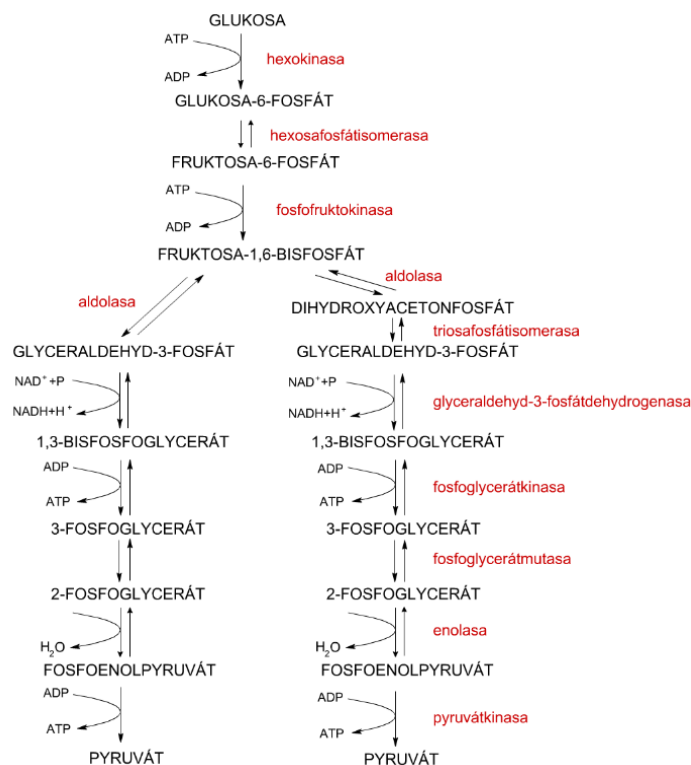 GLUKOSA
ATP
hexokinasa
ADP
GLUKOSA-6-FOSFÁT
hexosafosfátisomerasa
FRUKTOSA-6-FOSFÁT
ATP
fosfofruktokinasa
ADP
FRUKTOSA-1,6-BISFOSFÁT
aldolasa
aldolasa
DIHYDROXYACETONFOSFÁT
triosafosfátisomerasa
GLYCERALDEHYD-3-FOSFÁT GLYCERALDEHYD-3-FOSFÁT
NAD⁺+P NAD⁺+P
glyceraldehyd-3-fosfátdehydrogenasa
NADH+H⁺ NADH+H⁺
1,3-BISFOSFOGLYCERÁT 1,3-BISFOSFOGLYCERÁT
ADP ADP
fosfoglycerátkinasa
ATP ATP
3-FOSFOGLYCERÁT 3-FOSFOGLYCERÁT
fosfoglycerátmutasa
2-FOSFOGLYCERÁT 2-FOSFOGLYCERÁT
enolasa
H₂O H₂O
FOSFOENOLPYRUVÁT FOSFOENOLPYRUVÁT
ADP ADP
pyruvátkinasa
ATP ATP
PYRUVÁT PYRUVÁT